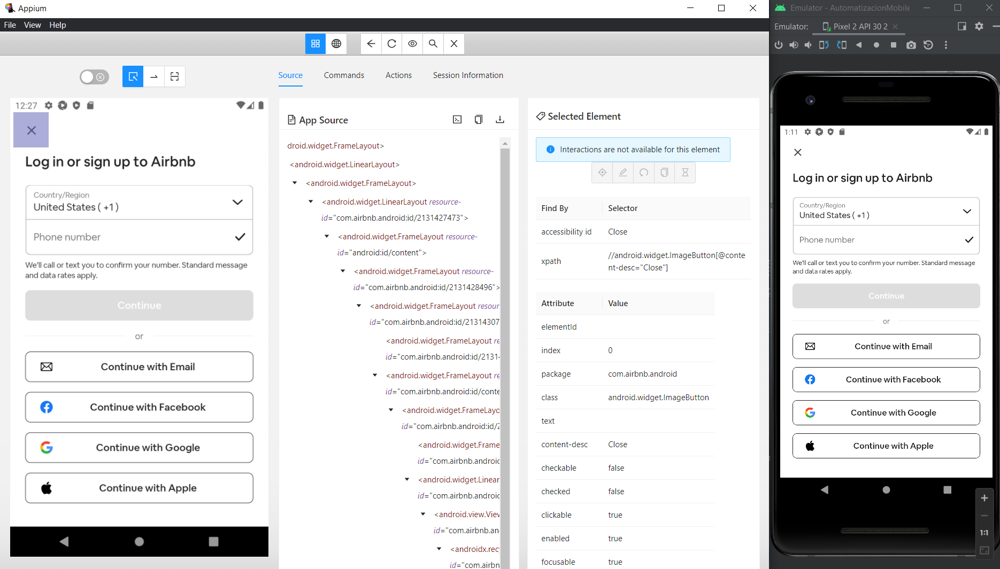 Appium
File View Help
Source Commands Actions Session Information
12:27
Log in or sign up to Airbnb
Country/Region
United States ( +1 )
Phone number
We'll call or text you to confirm your number. Standard message
and data rates apply.
Continue
or
Continue with Email
Continue with Facebook
Continue with Google
Continue with Apple
App Source
droid.widget.FrameLayout>
<android.widget.LinearLayout>
<android.widget.FrameLayout>
<android.widget.LinearLayout resource-
id="com.airbnb.android:id/2131427473">
<android.widget.FrameLayout resource-
id="android:id/content">
<android.widget.FrameLayout resource-
id="com.airbnb.android:id/2131428496">
<android.widget.FrameLayout resour
id="com.airbnb.android:id/21314307
<android.widget.FrameLayout re
id="com.airbnb.android:id/2131
<android.widget.FrameLayout re
id="com.airbnb.android:id/conte
<android.widget.FrameLayo
id="com.airbnb.android:id/2
<android.widget.Frame
id="com.airbnb.android
<android.widget.Linear
id="com.airbnb.android
<android.view.View
id="com.airbnb.an
<androidx.rec
id="com.airbn
Selected Element
Interactions are not available for this element
Find By Selector
accessibility id Close
xpath //android.widget.ImageButton[@conte
nt-desc="Close"]
Attribute Value
elementId
index 0
package com.airbnb.android
class android.widget.ImageButton
text
content-desc Close
checkable false
checked false
clickable true
enabled true
focusable true
Emulator - AutomatizacionMobile
Emulator: Pixel 2 API 30 2
1:11
Log in or sign up to Airbnb
Country/Region
United States ( +1 )
Phone number
We'll call or text you to confirm your number. Standard message
and data rates apply.
Continue
or
Continue with Email
Continue with Facebook
Continue with Google
Continue with Apple
1:1